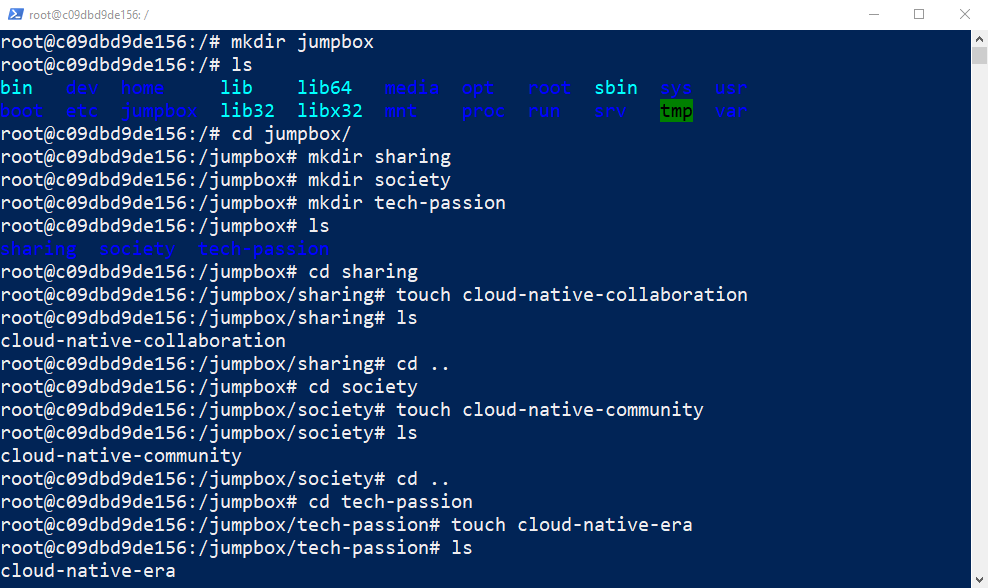 root@c09dbd9de156: /
root@c09dbd9de156:/# mkdir jumpbox
root@c09dbd9de156:/# ls
bin dev home lib lib64 media opt root sbin sys usr
boot etc jumpbox lib32 libx32 mnt proc run srv tmp var
root@c09dbd9de156:/# cd jumpbox/
root@c09dbd9de156:/jumpbox# mkdir sharing
root@c09dbd9de156:/jumpbox# mkdir society
root@c09dbd9de156:/jumpbox# mkdir tech-passion
root@c09dbd9de156:/jumpbox# ls
sharing society tech-passion
root@c09dbd9de156:/jumpbox# cd sharing
root@c09dbd9de156:/jumpbox/sharing# touch cloud-native-collaboration
root@c09dbd9de156:/jumpbox/sharing# ls
cloud-native-collaboration
root@c09dbd9de156:/jumpbox/sharing# cd ..
root@c09dbd9de156:/jumpbox# cd society
root@c09dbd9de156:/jumpbox/society# touch cloud-native-community
root@c09dbd9de156:/jumpbox/society# ls
cloud-native-community
root@c09dbd9de156:/jumpbox/society# cd ..
root@c09dbd9de156:/jumpbox# cd tech-passion
root@c09dbd9de156:/jumpbox/tech-passion# touch cloud-native-era
root@c09dbd9de156:/jumpbox/tech-passion# ls
cloud-native-era